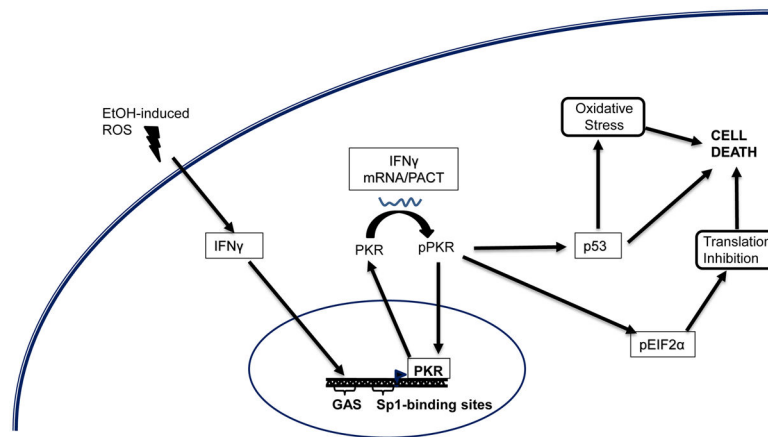 EtOH-induced
ROS
IFNγ
IFNγ
mRNA/PACT
PKR
pPKR
PKR
GAS
Sp1-binding sites
Oxidative
Stress
CELL
DEATH
p53
Translation
Inhibition
pEIF2α